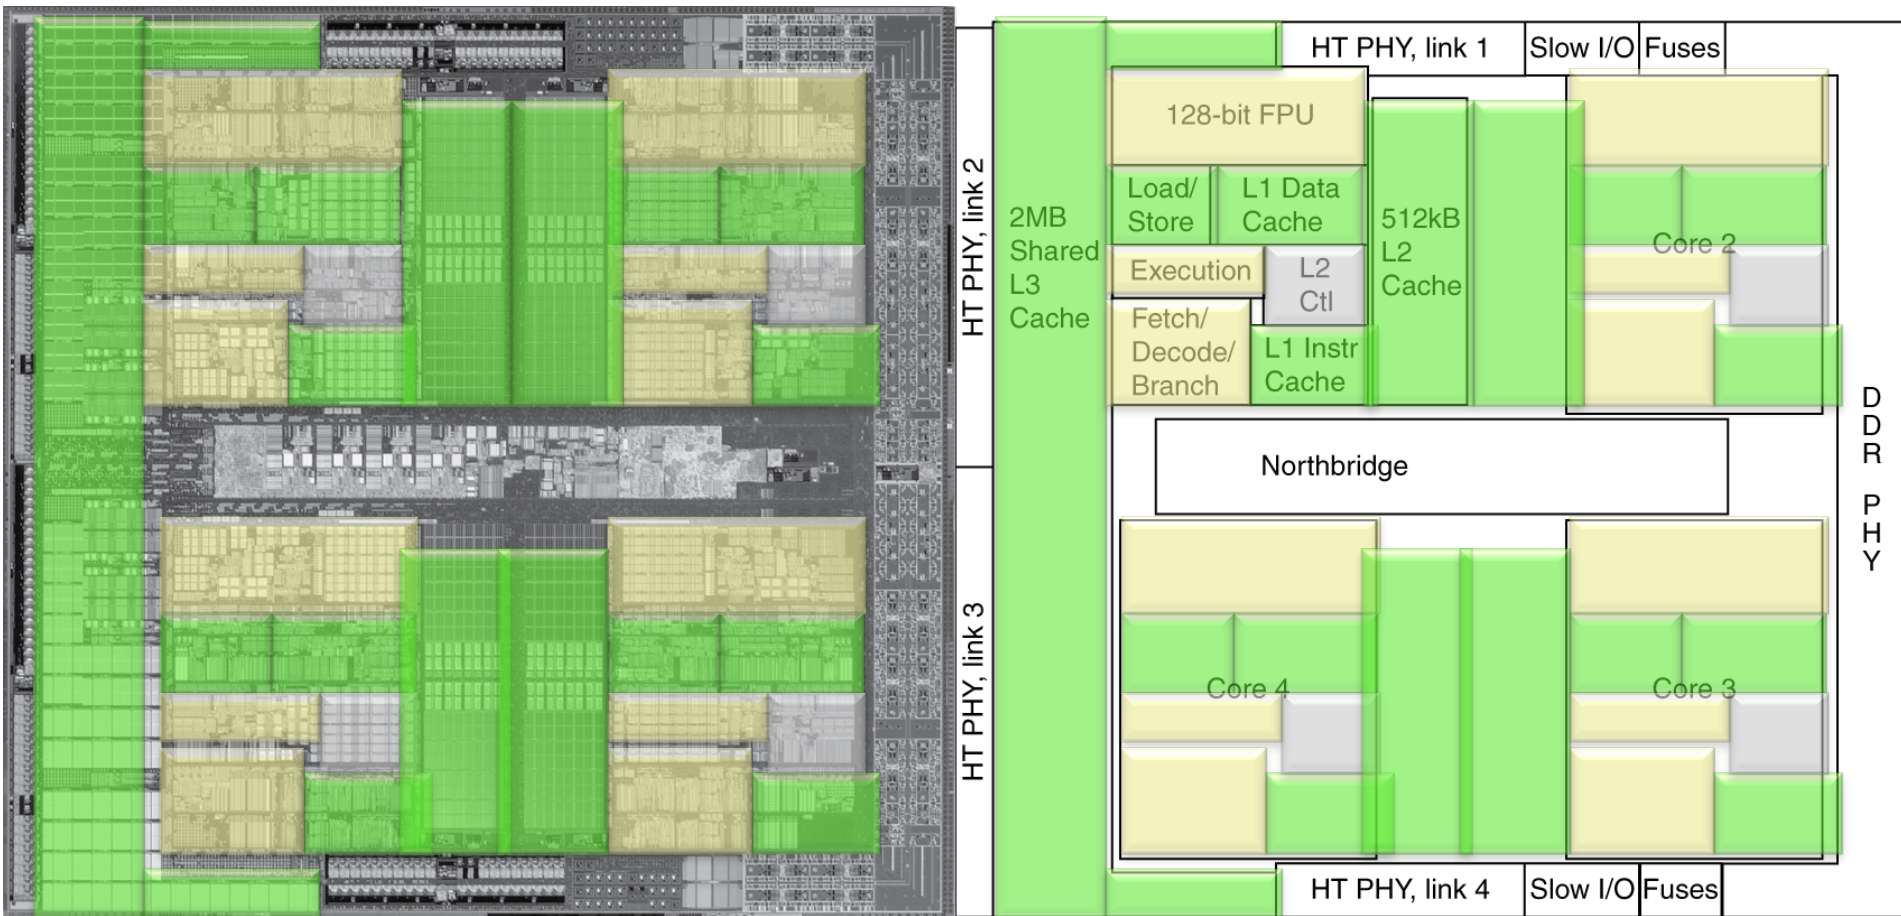 HT PHY, link 1
Slow I/O
Fuses
HT PHY, link 2
2MB
Shared
L3
Cache
128-bit FPU
Load/
Store
L1 Data
Cache
Execution
L2
Ctl
Fetch/
Decode/
Branch
L1 Instr
Cache
512kB
L2
Cache
Core 2
DDR PHY
Northbridge
HT PHY, link 3
Core 4
Core 3
HT PHY, link 4
Slow I/O
Fuses